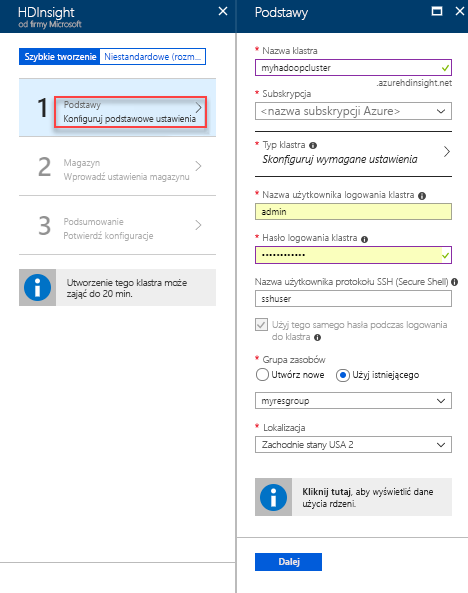 HDInsight
od firmy Microsoft
Szybkie tworzenie
Niestandardowe (rozm...
1
Podstawy
Konfiguruj podstawowe ustawienia
2
Magazyn
Wprowadź ustawienia magazynu
3
Podsumowanie
Potwierdź konfiguracje
Utworzenie tego klastra może
zająć do 20 min.
Podstawy
* Nazwa klastra
myhadoopcluster
.azurehdinsight.net
* Subskrypcja
<nazwa subskrypcji Azure>
* Typ klastra
Skonfiguruj wymagane ustawienia
* Nazwa użytkownika logowania klastra
admin
* Hasło logowania klastra
••••••••••••
Nazwa użytkownika protokołu SSH (Secure Shell)
sshuser
Użyj tego samego hasła podczas logowania
do klastra
* Grupa zasobów
Utwórz nowe
Użyj istniejącego
myresgroup
* Lokalizacja
Zachodnie stany USA 2
Kliknij tutaj, aby wyświetlić dane
użycia rdzeni.
Dalej